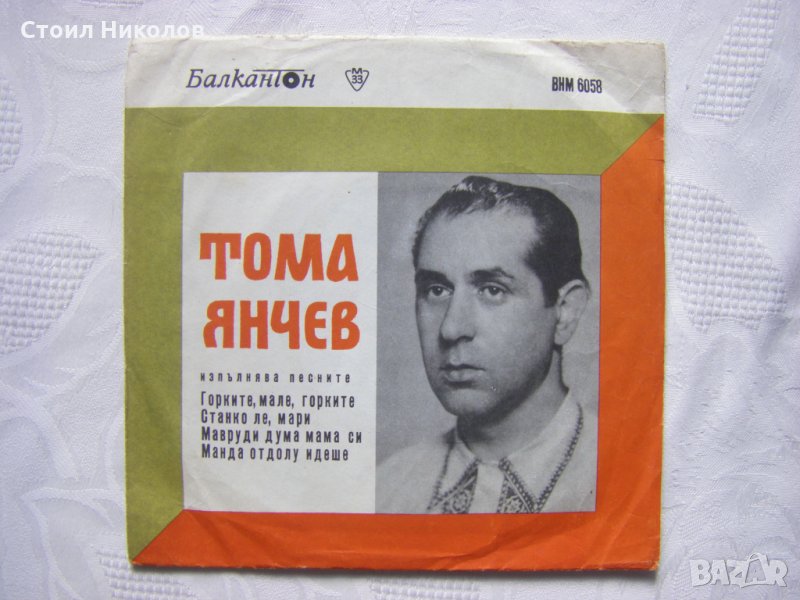 Стоил Николов
Балкантон
М
33
ВНМ 6058
ТОМА
ЯНЧЕВ
изпълнява песните
Горките, мале, горките
Станко ле, мари
Мавруди дума мама си
Манда отдолу идеше
BAZAR